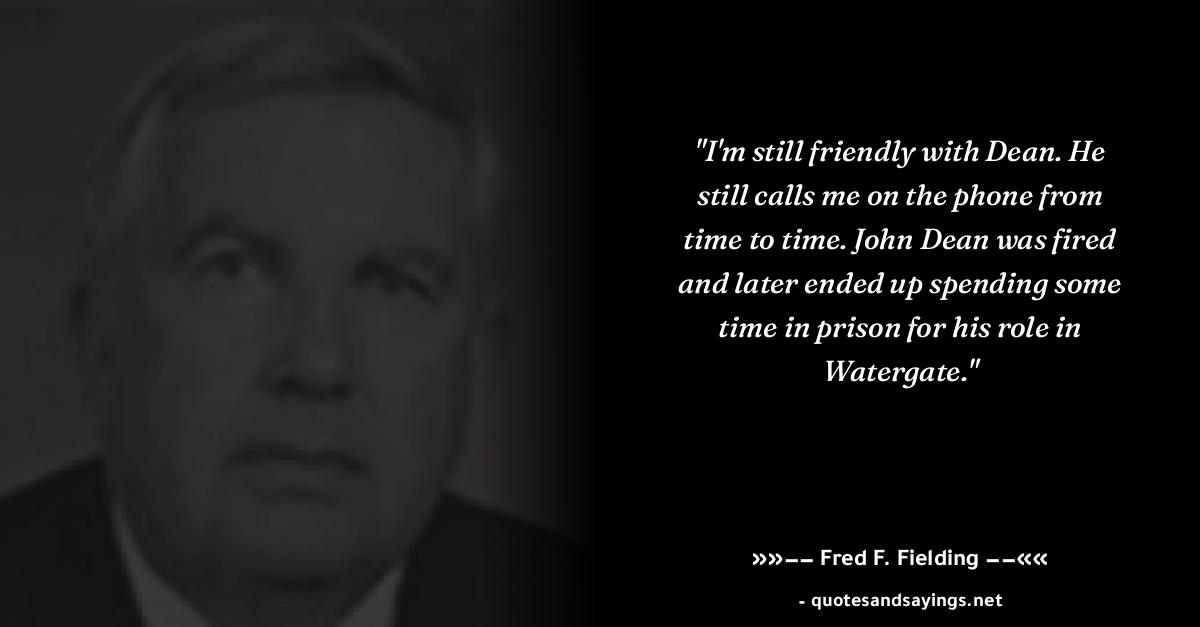 "I'm still friendly with Dean. He
still calls me on the phone from
time to time. John Dean was fired
and later ended up spending some
time in prison for his role in
Watergate."
»»−− Fred F. Fielding −−««
- quotesandsayings.net